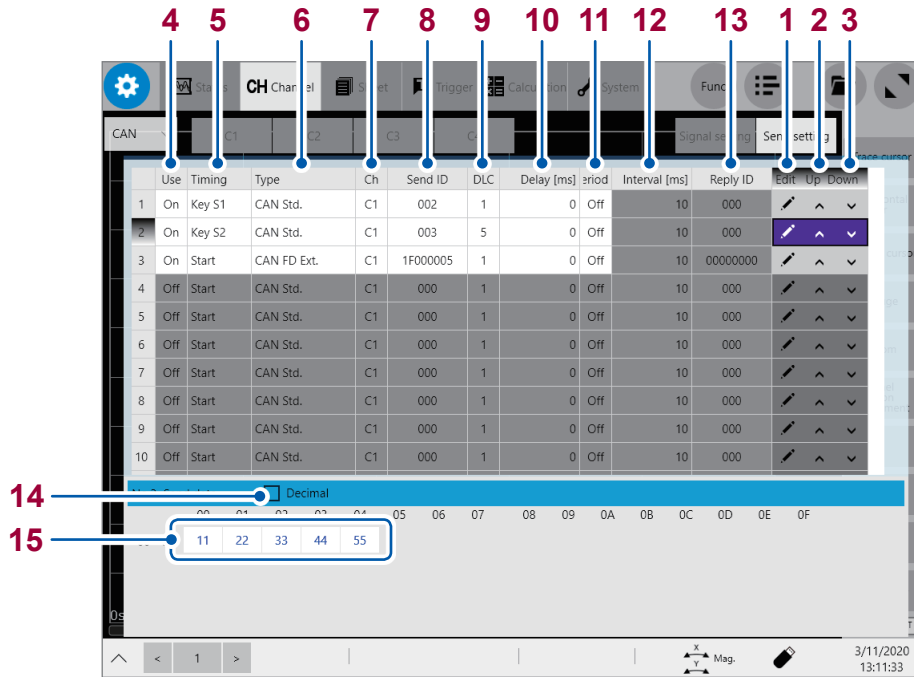 4 5 6 7 8 9 10 11 12 13 1 2 3
CH Channel Trigger Calculation System
CAN C1 C2 C3 C4 Signal setting Send setting
Trace cursor
Use Timing Type Ch Send ID DLC Delay [ms] eriod Interval [ms] Reply ID Edit Up Down
1 On Key S1 CAN Std. C1 002 1 0 Off 10 000
2 On Key S2 CAN Std. C1 003 5 0 Off 10 000
3 On Start CAN FD Ext. C1 1F000005 1 0 Off 10 00000000
4 Off Start CAN Std. C1 000 1 0 Off 10 000
5 Off Start CAN Std. C1 000 1 0 Off 10 000
6 Off Start CAN Std. C1 000 1 0 Off 10 000
7 Off Start CAN Std. C1 000 1 0 Off 10 000
8 Off Start CAN Std. C1 000 1 0 Off 10 000
9 Off Start CAN Std. C1 000 1 0 Off 10 000
10 Off Start CAN Std. C1 000 1 0 Off 10 000
14 Decimal
00 01 02 03 04 05 06 07 08 09 0A 0B 0C 0D 0E 0F
15 11 22 33 44 55
0s
< 1 > X Y Mag. 3/11/2020
13:11:33